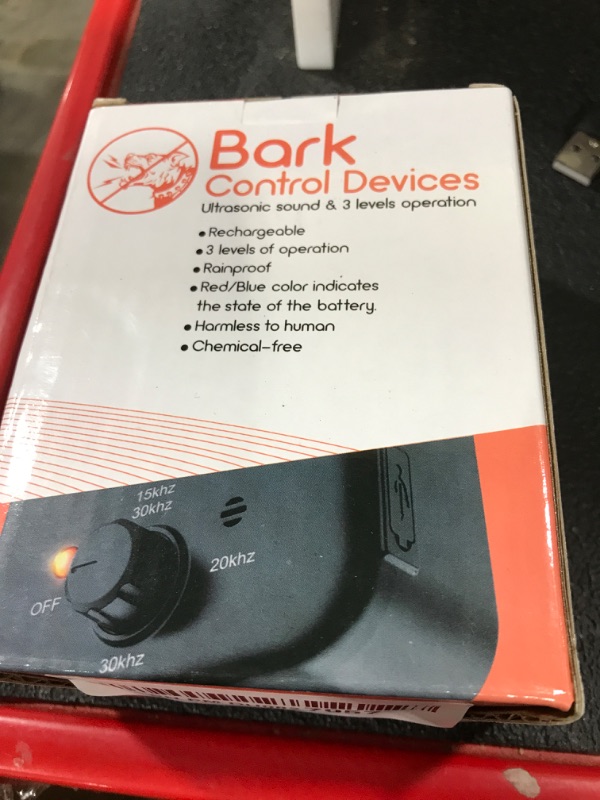 Bark
Control Devices
Ultrasonic sound & 3 levels operation
• Rechargeable
• 3 levels of operation
• Rainproof
• Red/Blue color indicates
the state of the battery.
• Harmless to human
• Chemical-free
15khz
30khz
20khz
OFF
30khz